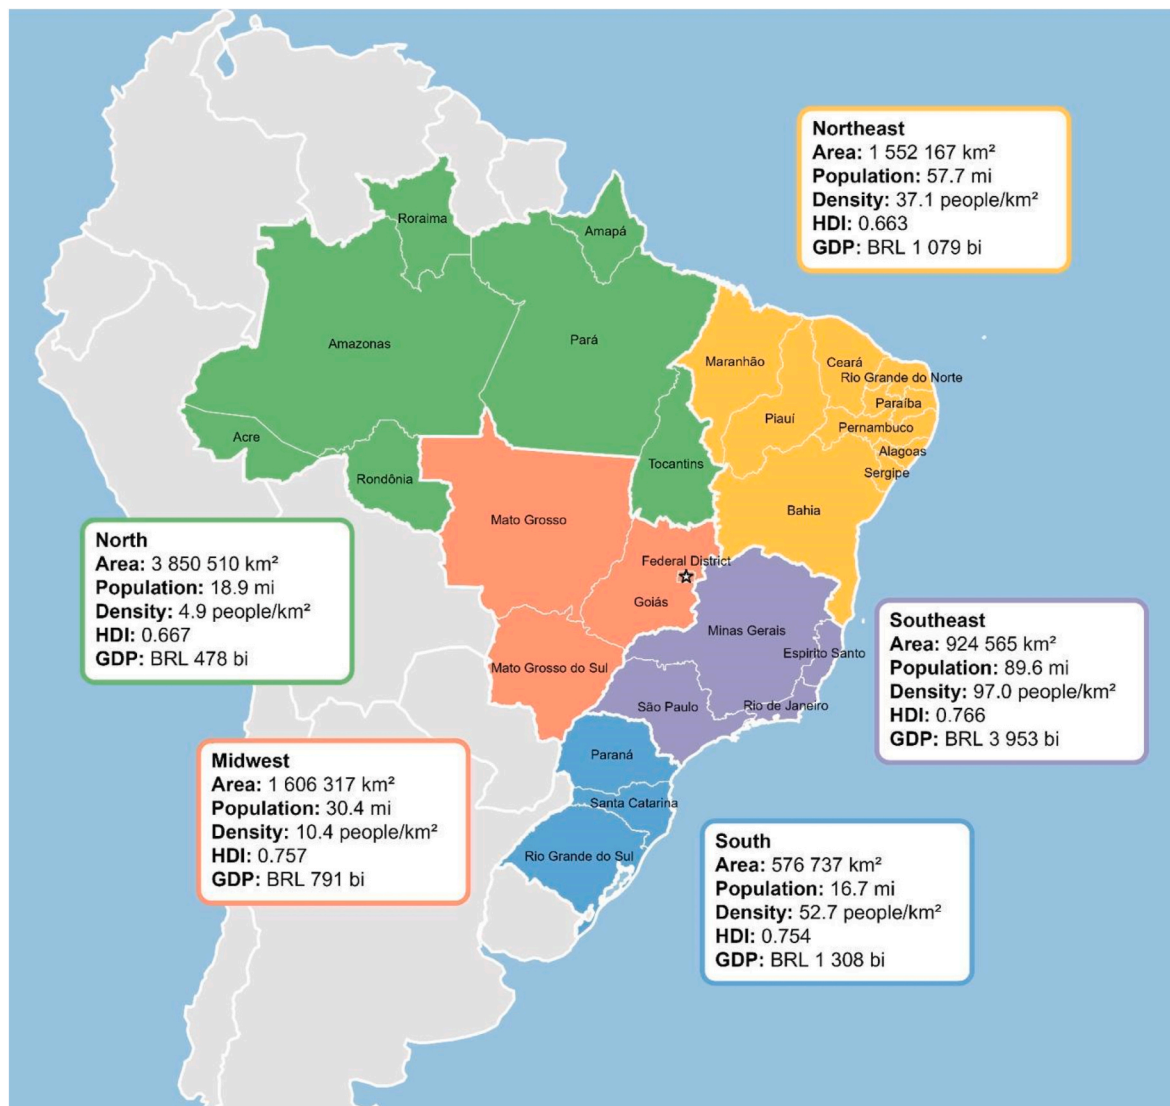 Northeast
Area: 1 552 167 km²
Population: 57.7 mi
Density: 37.1 people/km²
HDI: 0.663
GDP: BRL 1 079 bi
Roraima
Amapá
Amazonas
Pará
Maranhão
Ceará
Rio Grande do Norte
Paraíba
Piauí
Pernambuco
Alagoas
Sergipe
Acre
Rondônia
Tocantins
Bahia
Mato Grosso
Federal District
Goiás
North
Area: 3 850 510 km²
Population: 18.9 mi
Density: 4.9 people/km²
HDI: 0.667
GDP: BRL 478 bi
Minas Gerais
Espirito Santo
Mato Grosso do Sul
São Paulo
Rio de Janeiro
Southeast
Area: 924 565 km²
Population: 89.6 mi
Density: 97.0 people/km²
HDI: 0.766
GDP: BRL 3 953 bi
Midwest
Area: 1 606 317 km²
Population: 30.4 mi
Density: 10.4 people/km²
HDI: 0.757
GDP: BRL 791 bi
Paraná
Santa Catarina
Rio Grande do Sul
South
Area: 576 737 km²
Population: 16.7 mi
Density: 52.7 people/km²
HDI: 0.754
GDP: BRL 1 308 bi